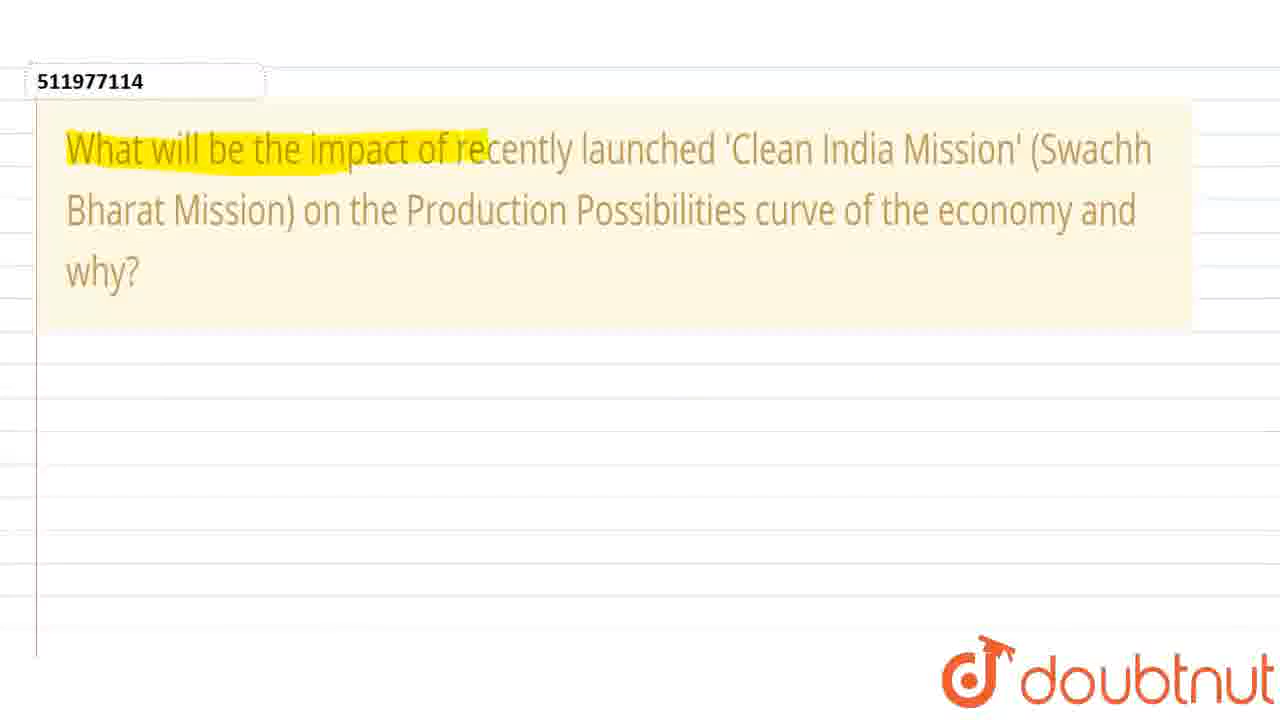 511977114
What will be the impact of recently launched 'Clean India Mission' (Swachh
Bharat Mission) on the Production Possibilities curve of the economy and
why?
doubtnut